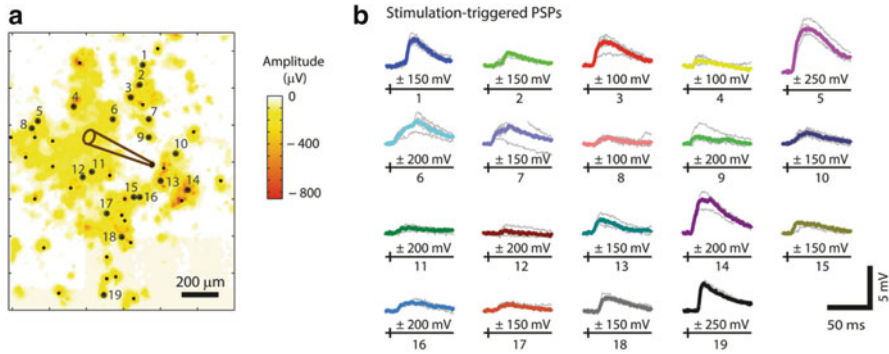 a
Amplitude
(μV)
0
− 400
− 800
1
2
3
4
5
6
7
8
9
10
11
12
13
14
15
16
17
18
19
200 μm
b
Stimulation-triggered PSPs
± 150 mV
± 150 mV
± 100 mV
± 100 mV
± 250 mV
1
2
3
4
5
± 200 mV
± 150 mV
± 100 mV
± 200 mV
± 150 mV
6
7
8
9
10
± 200 mV
± 200 mV
± 150 mV
± 200 mV
± 150 mV
11
12
13
14
15
± 200 mV
± 150 mV
± 150 mV
± 250 mV
16
17
18
19
5 mV
50 ms